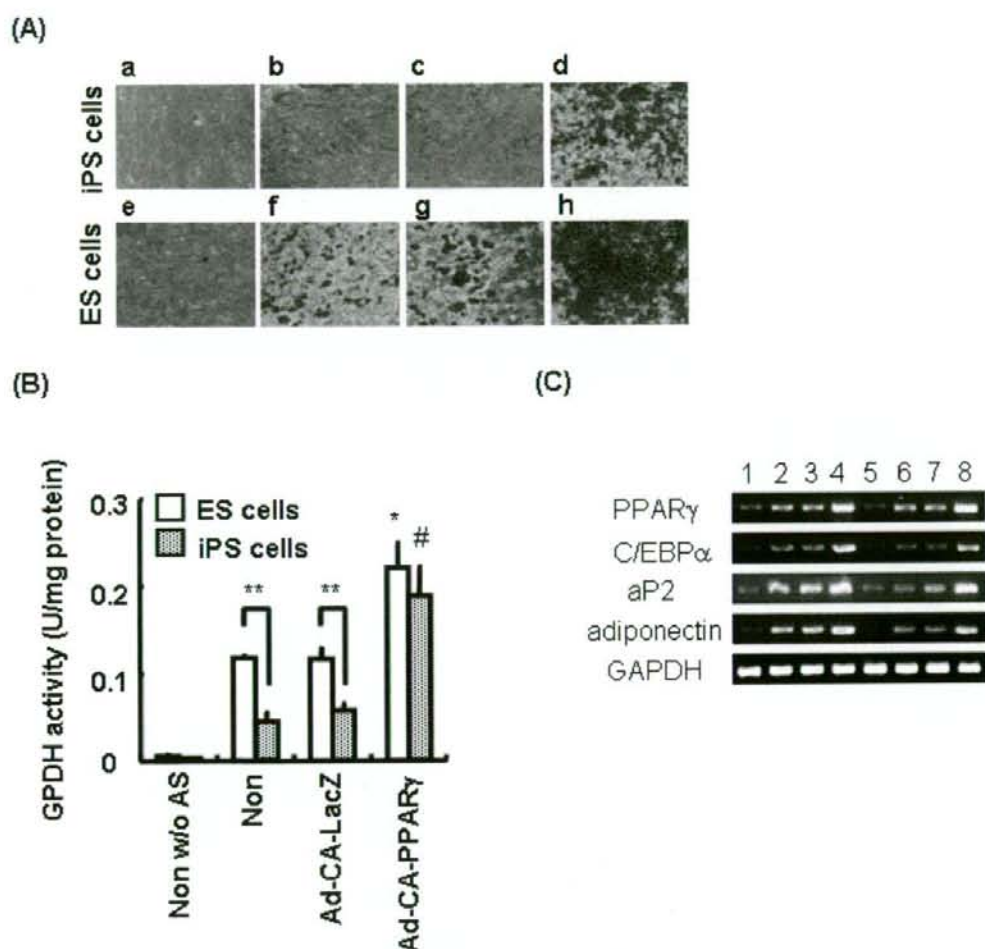 (A)
a b c d
iPS cells
e f g h
ES cells
(B)
GPDH activity (U/mg protein)
0.3
0.2
0.1
0
ES cells
iPS cells
** ** * #
Non w/o AS
Non
Ad-CA-LacZ
Ad-CA-PPARγ
(C)
1 2 3 4 5 6 7 8
PPARγ
C/EBPα
aP2
adiponectin
GAPDH